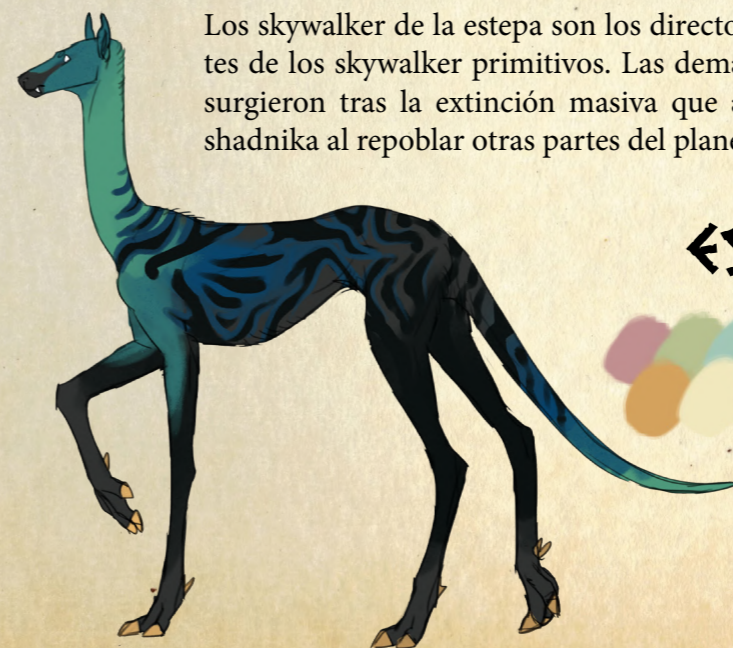 Los skywalker de la estepa son los directo
tes de los skywalker primitivos. Las dema
surgieron tras la extinción masiva que a
shadnika al repoblar otras partes del plane